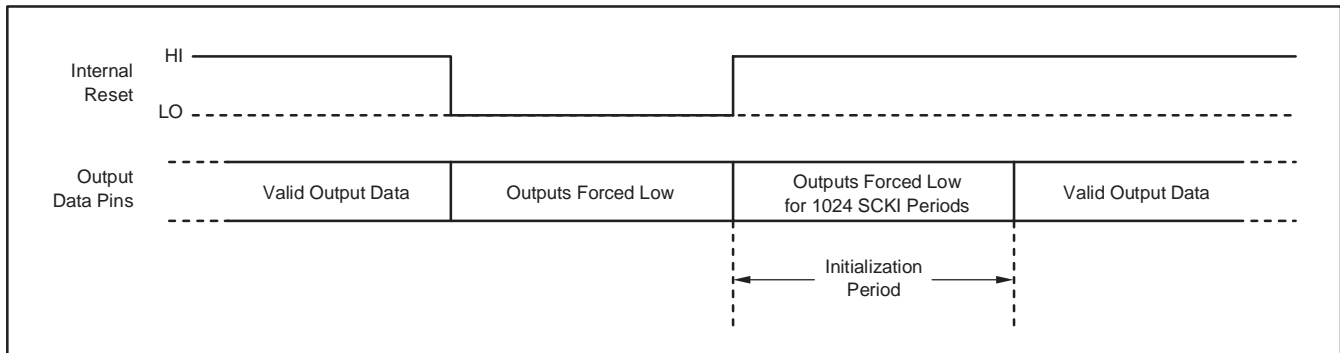 HI
Internal
Reset
LO
Output
Data Pins
Valid Output Data
Outputs Forced Low
Outputs Forced Low
for 1024 SCKI Periods
Valid Output Data
Initialization
Period